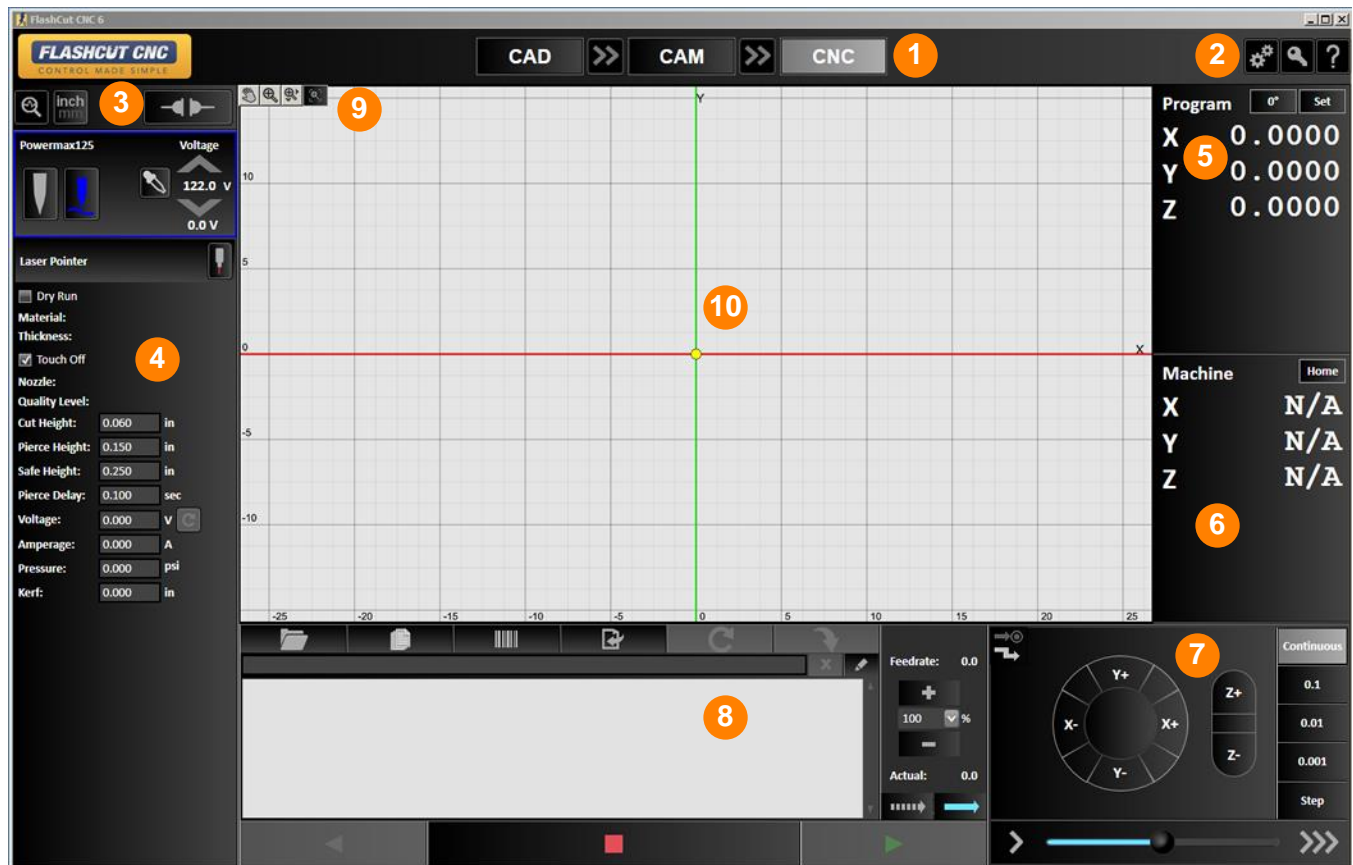 FlashCut CNC 6
FLASHCUT CNC
CONTROL MADE SIMPLE
CAD >> CAM >> CNC
1
2
?
inch
mm
3
Powermax125
Voltage
122.0 V
0.0 V
Laser Pointer
Dry Run
Material:
Thickness:
Touch Off
4
Nozzle:
Quality Level:
Cut Height: 0.060 in
Pierce Height: 0.150 in
Safe Height: 0.250 in
Pierce Delay: 0.100 sec
Voltage: 0.000 V
Amperage: 0.000 A
Pressure: 0.000 psi
Kerf: 0.000 in
9
Y
10
5
0
-5
-10
X
10
-25 -20 -15 -10 -5 0 5 10 15 20 25
Program 0° Set
X 0.0000
5
Y 0.0000
Z 0.0000
Machine Home
X N/A
Y N/A
Z N/A
6
X
8
Feedrate: 0.0
+
100 %
Actual: 0.0
7
Y+
X- X+
Y-
Z+
Z-
Continuous
0.1
0.01
0.001
Step
> >>>